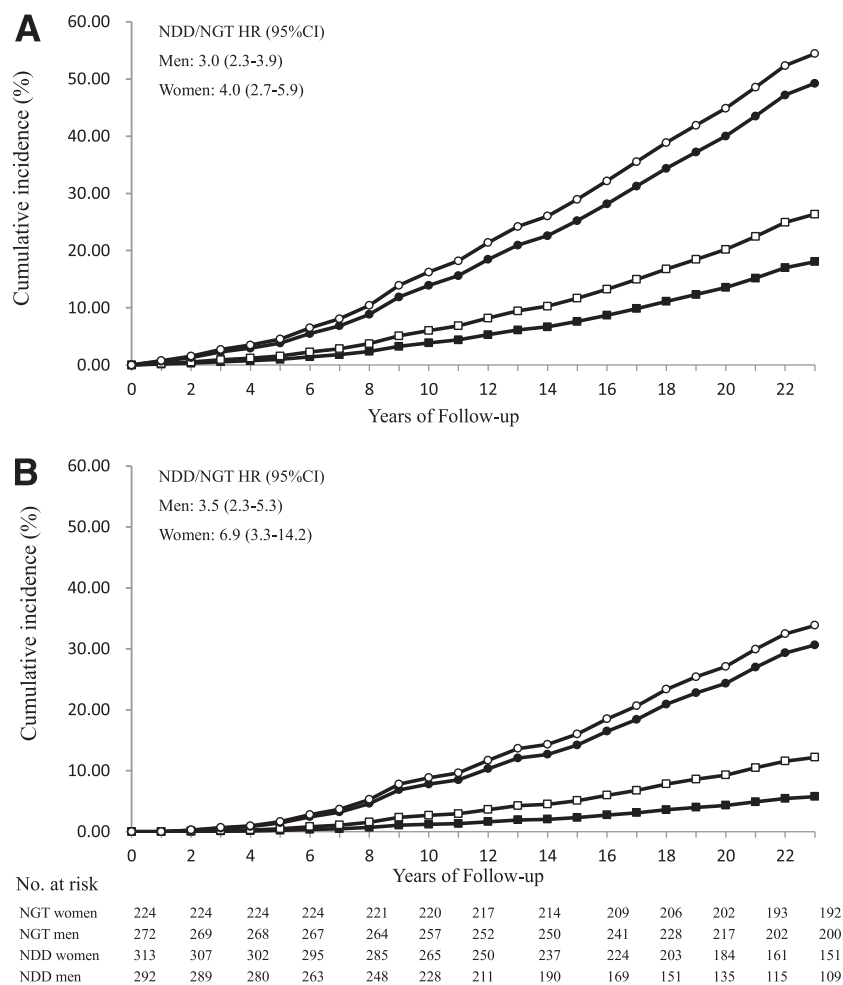 A
60.00
NDD/NGT HR (95%CI)
Men: 3.0 (2.3-3.9)
50.00
Women: 4.0 (2.7-5.9)
40.00
30.00
20.00
10.00
0.00
Cumulative incidence (%)
0 2 4 6 8 10 12 14 16 18 20 22
Years of Follow-up
B
60.00
NDD/NGT HR (95%CI)
Men: 3.5 (2.3-5.3)
50.00
Women: 6.9 (3.3-14.2)
40.00
30.00
20.00
10.00
0.00
Cumulative incidence (%)
0 2 4 6 8 10 12 14 16 18 20 22
Years of Follow-up
No. at risk
NGT women 224 224 224 224 221 220 217 214 209 206 202 193 192
NGT men 272 269 268 267 264 257 252 250 241 228 217 202 200
NDD women 313 307 302 295 285 265 250 237 224 203 184 161 151
NDD men 292 289 280 263 248 228 211 190 169 151 135 115 109